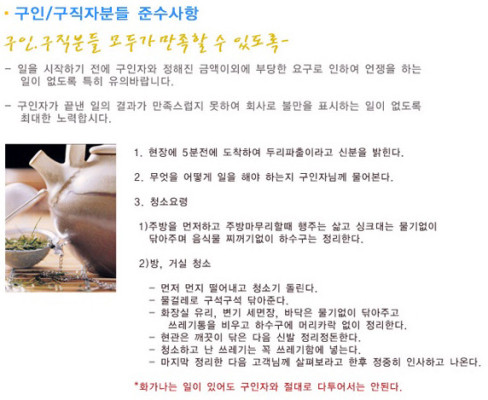 구인/구직자분들 준수사항
구인.구직분들 모두가 만족할 수 있도록-
- 일을 시작하기 전에 구인자와 정해진 금액이외에 부당한 요구로 인하여 언쟁을 하는
일이 없도록 특히 유의바랍니다.
- 구인자가 끝낸 일의 결과가 만족스럽지 못하여 회사로 불만을 표시하는 일이 없도록
최대한 노력합시다.
1. 현장에 5분전에 도착하여 두리파출이라고 신분을 밝힌다.
2. 무엇을 어떻게 일을 해야 하는지 구인자님께 물어본다.
3. 청소요령
1)주방을 먼저하고 주방마무리할때 행주는 삶고 싱크대는 물기없이
닦아주며 음식물 찌꺼기없이 하수구는 정리한다.
2)방, 거실 청소
- 먼저 먼지 떨어내고 청소기 돌린다.
- 물걸레로 구석구석 닦아준다.
- 화장실 유리, 변기 세면장, 바닥은 물기없이 닦아주고
쓰레기통을 비우고 하수구에 머리카락 없이 정리한다.
- 현관은 깨끗이 닦은 다음 신발 정리정돈한다.
- 청소하고 난 쓰레기는 꼭 쓰레기함에 넣는다.
- 마지막 정리한 다음 고객님께 살펴보라고 한후 정중히 인사하고 나온다.
*화가나는 일이 있어도 구인자와 절대로 다투어서는 안된다.